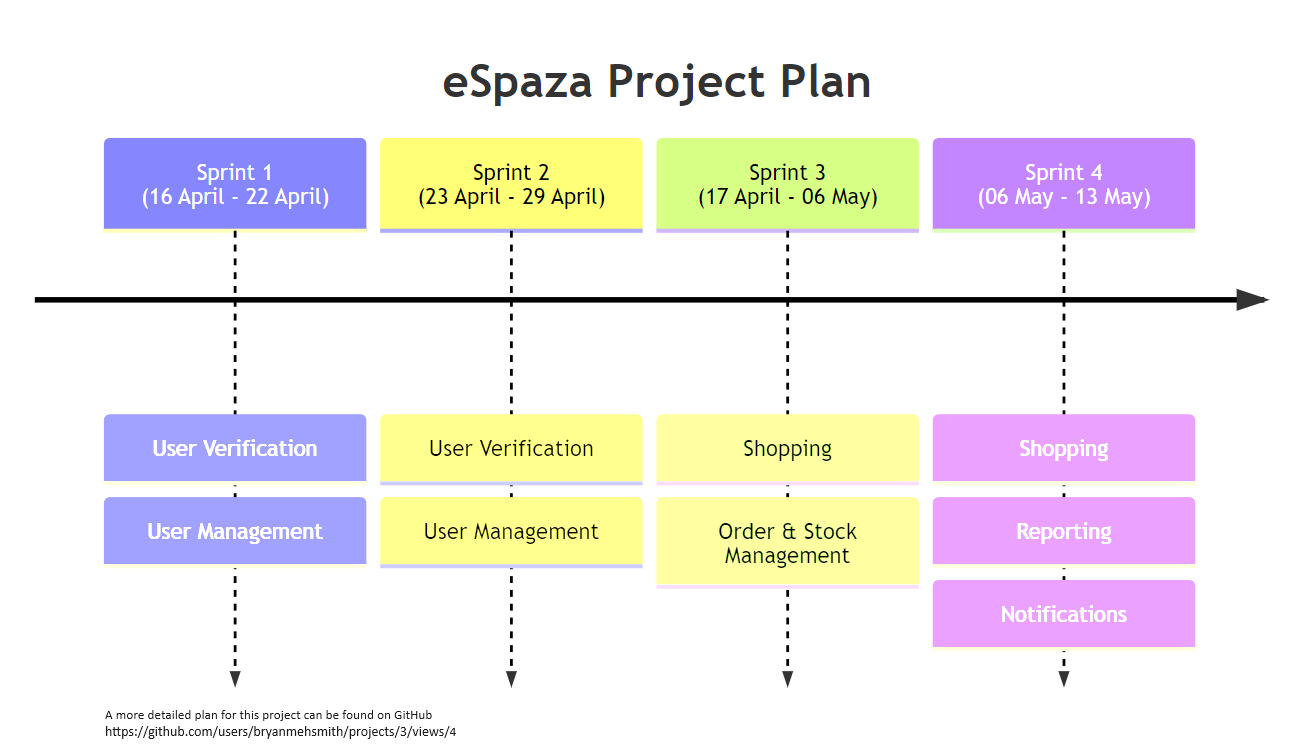 eSpaza Project Plan
Sprint 1
(16 April - 22 April)
Sprint 2
(23 April - 29 April)
Sprint 3
(17 April - 06 May)
Sprint 4
(06 May - 13 May)
User Verification
User Management
User Verification
User Management
Shopping
Order & Stock
Management
Shopping
Reporting
Notifications
A more detailed plan for this project can be found on GitHub
https://github.com/users/bryanmehsmith/projects/3/views/4